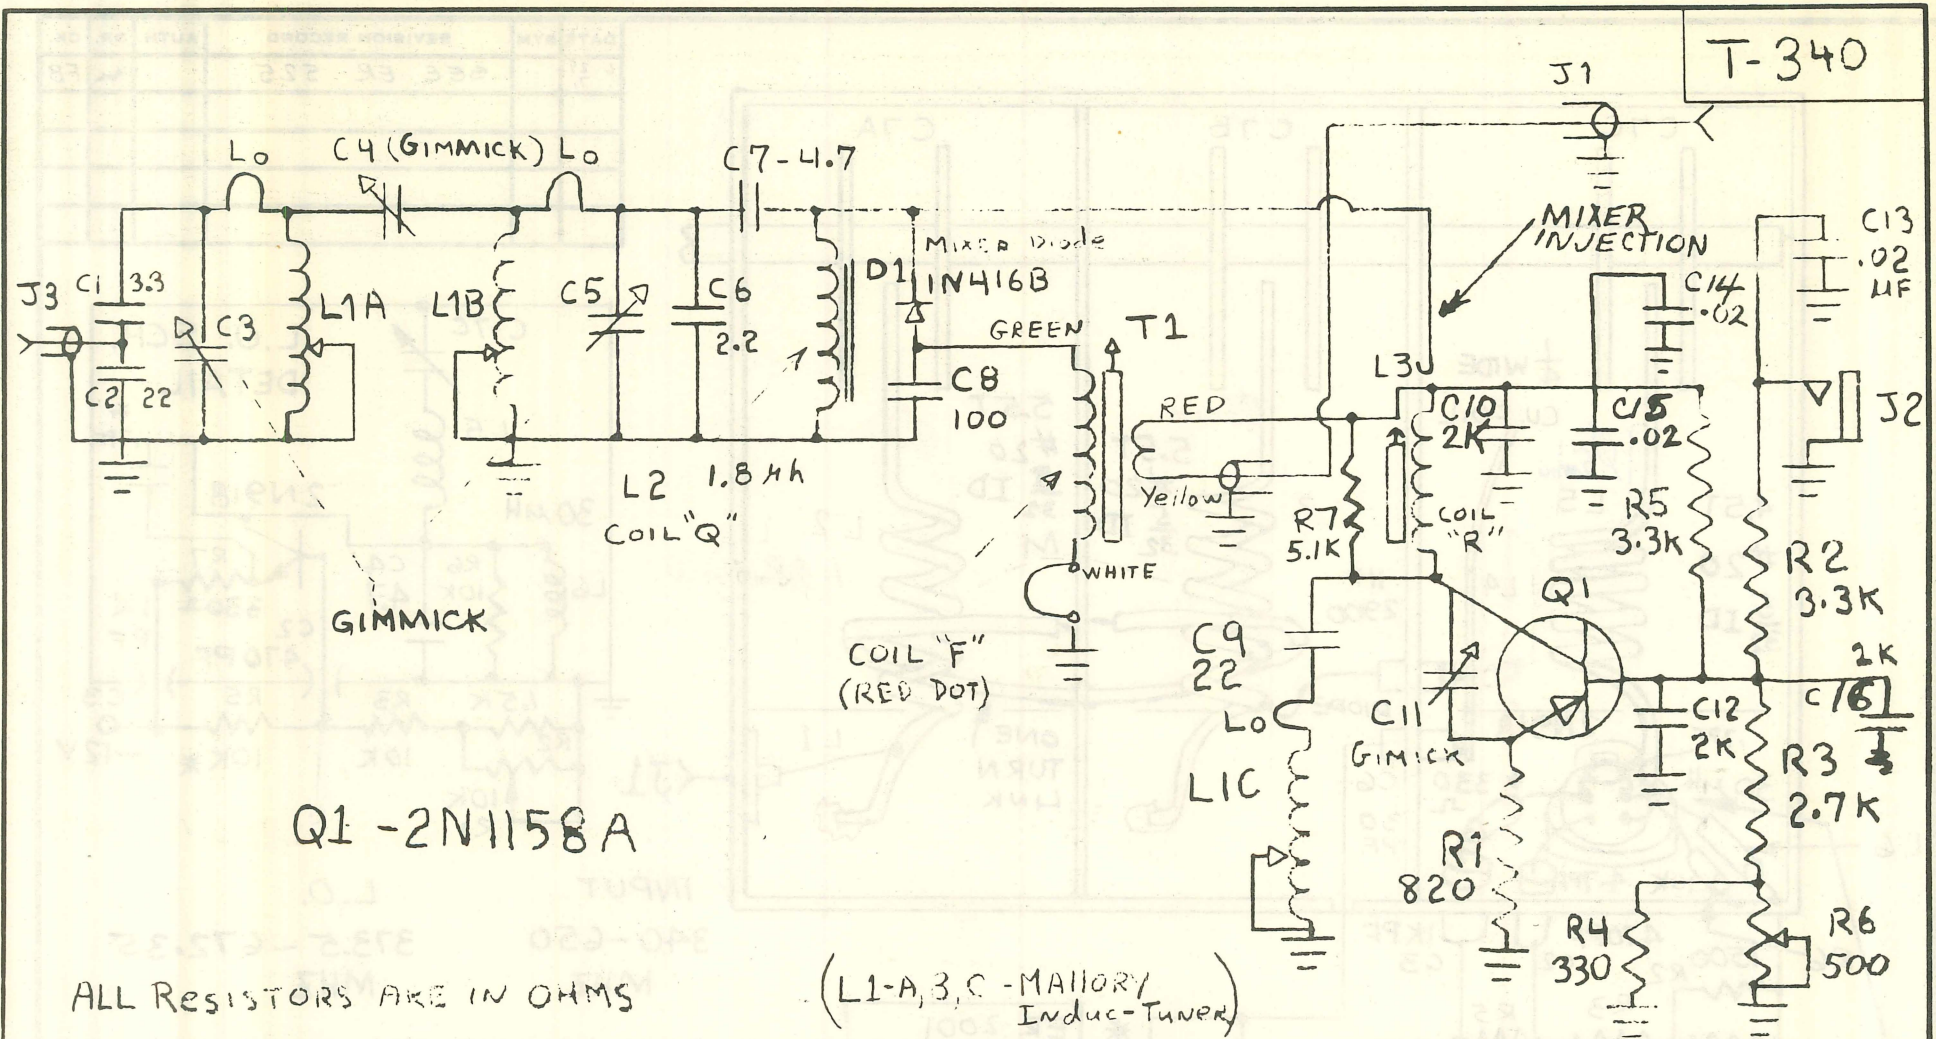 T-340
J1
Lo
C4 (GIMMICK)
Lo
C7-4.7
MIXER
INJECTION
C13
.02
µF
Mixer Diode
D1
1N416B
J3
C1 3.3
C3
L1A
L1B
C5
C6
2.2
GREEN
T1
C14
.02
L3
C2 22
C8
100
RED
C10
2K
C15
.02
J2
L2 1.8 µh
COIL "Q"
Yellow
R7
5.1K
COIL
"R"
R5
3.3K
WHITE
Q1
R2
3.3K
GIMMICK
COIL "F"
(RED DOT)
C9
22
2K
C16
Lo
C11
GIMICK
C12
2K
R3
2.7K
L1C
Q1 - 2N1158A
R1
820
R4
330
R6
500
ALL RESISTORS ARE IN OHMS
(L1-A,B,C - MAllORY
Induc-Tuner)